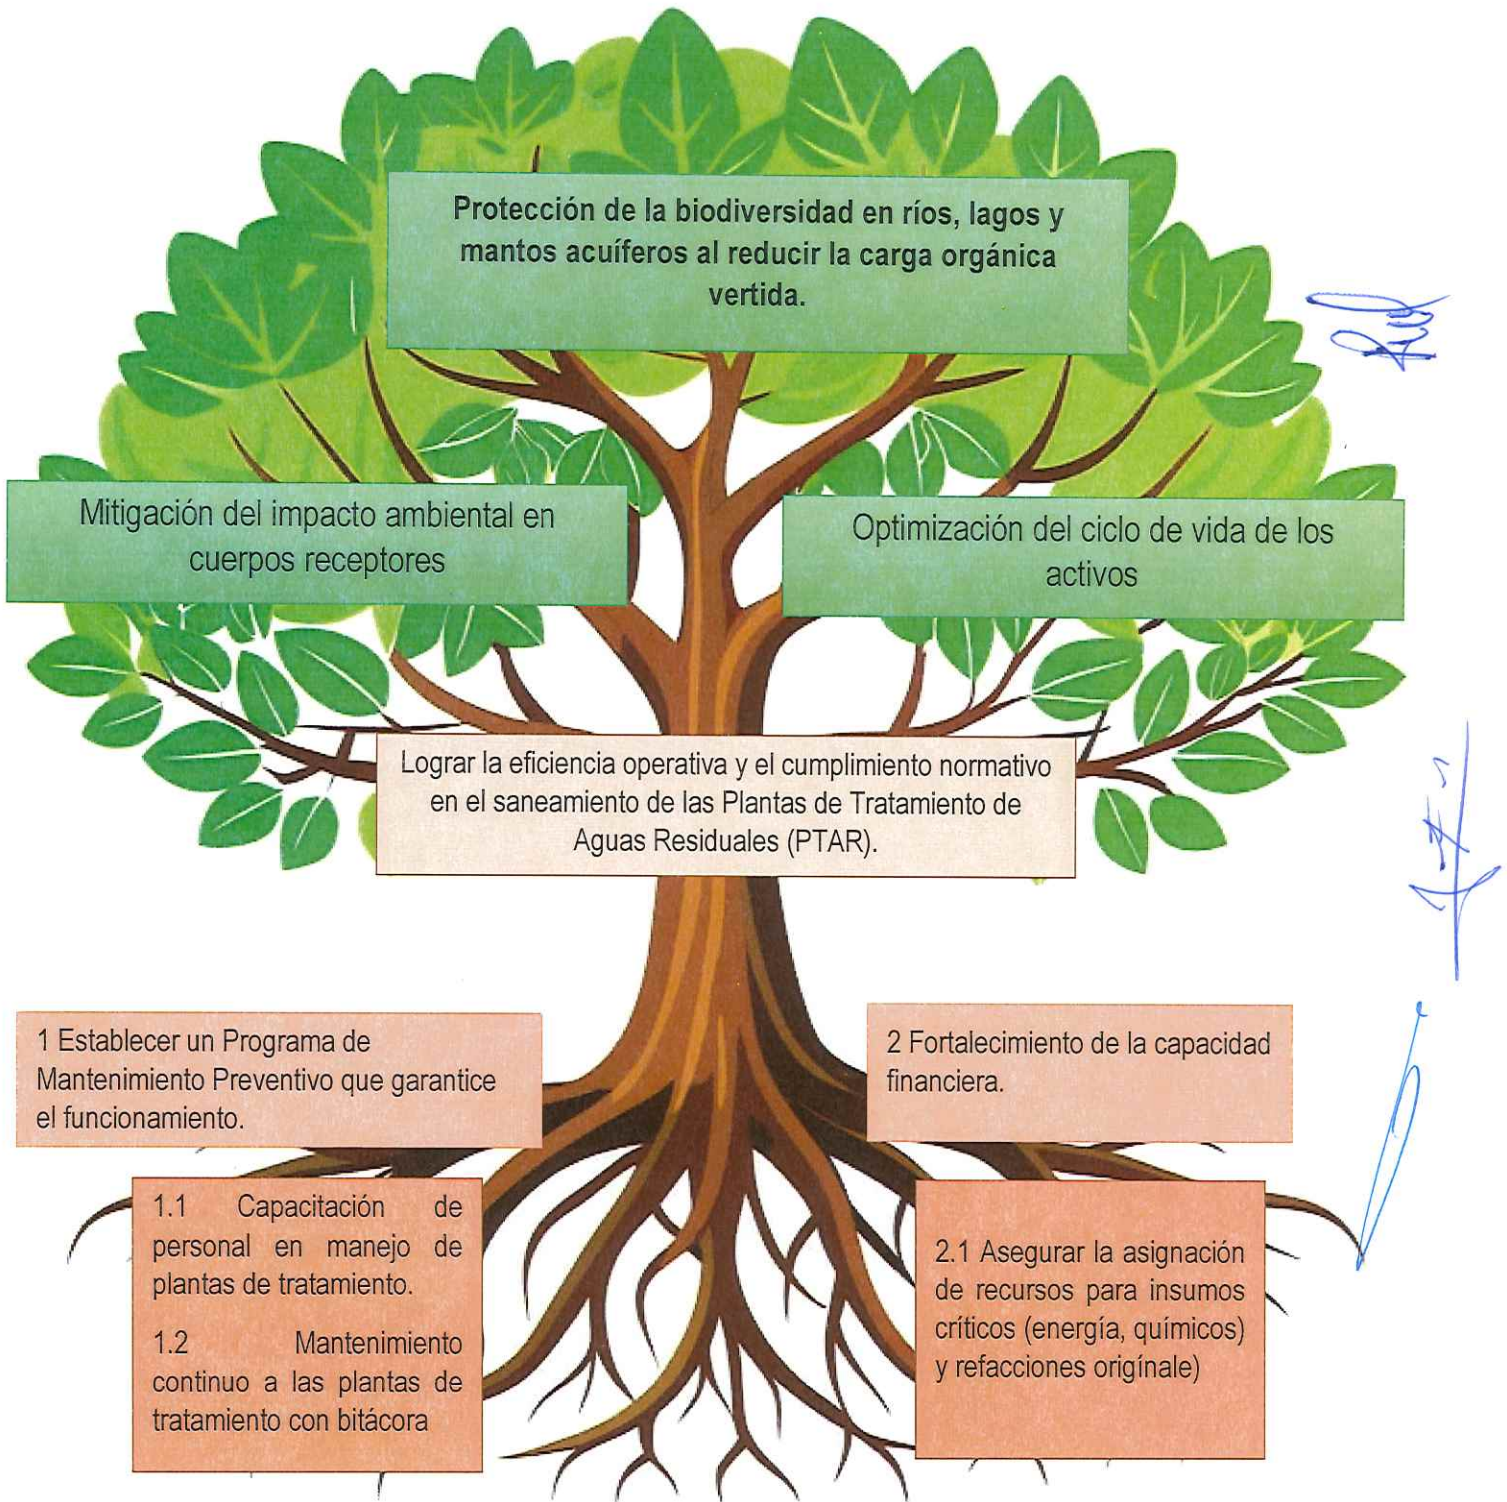 Protección de la biodiversidad en ríos, lagos y
mantos acuíferos al reducir la carga orgánica
vertida.
Mitigación del impacto ambiental en
cuerpos receptores
Optimización del ciclo de vida de los
activos
Lograr la eficiencia operativa y el cumplimiento normativo
en el saneamiento de las Plantas de Tratamiento de
Aguas Residuales (PTAR).
1 Establecer un Programa de
Mantenimiento Preventivo que garantice
el funcionamiento.
2 Fortalecimiento de la capacidad
financiera.
1.1 Capacitación de
personal en manejo de
plantas de tratamiento.
1.2 Mantenimiento
continuo a las plantas de
tratamiento con bitácora
2.1 Asegurar la asignación
de recursos para insumos
críticos (energía, químicos)
y refacciones originale)